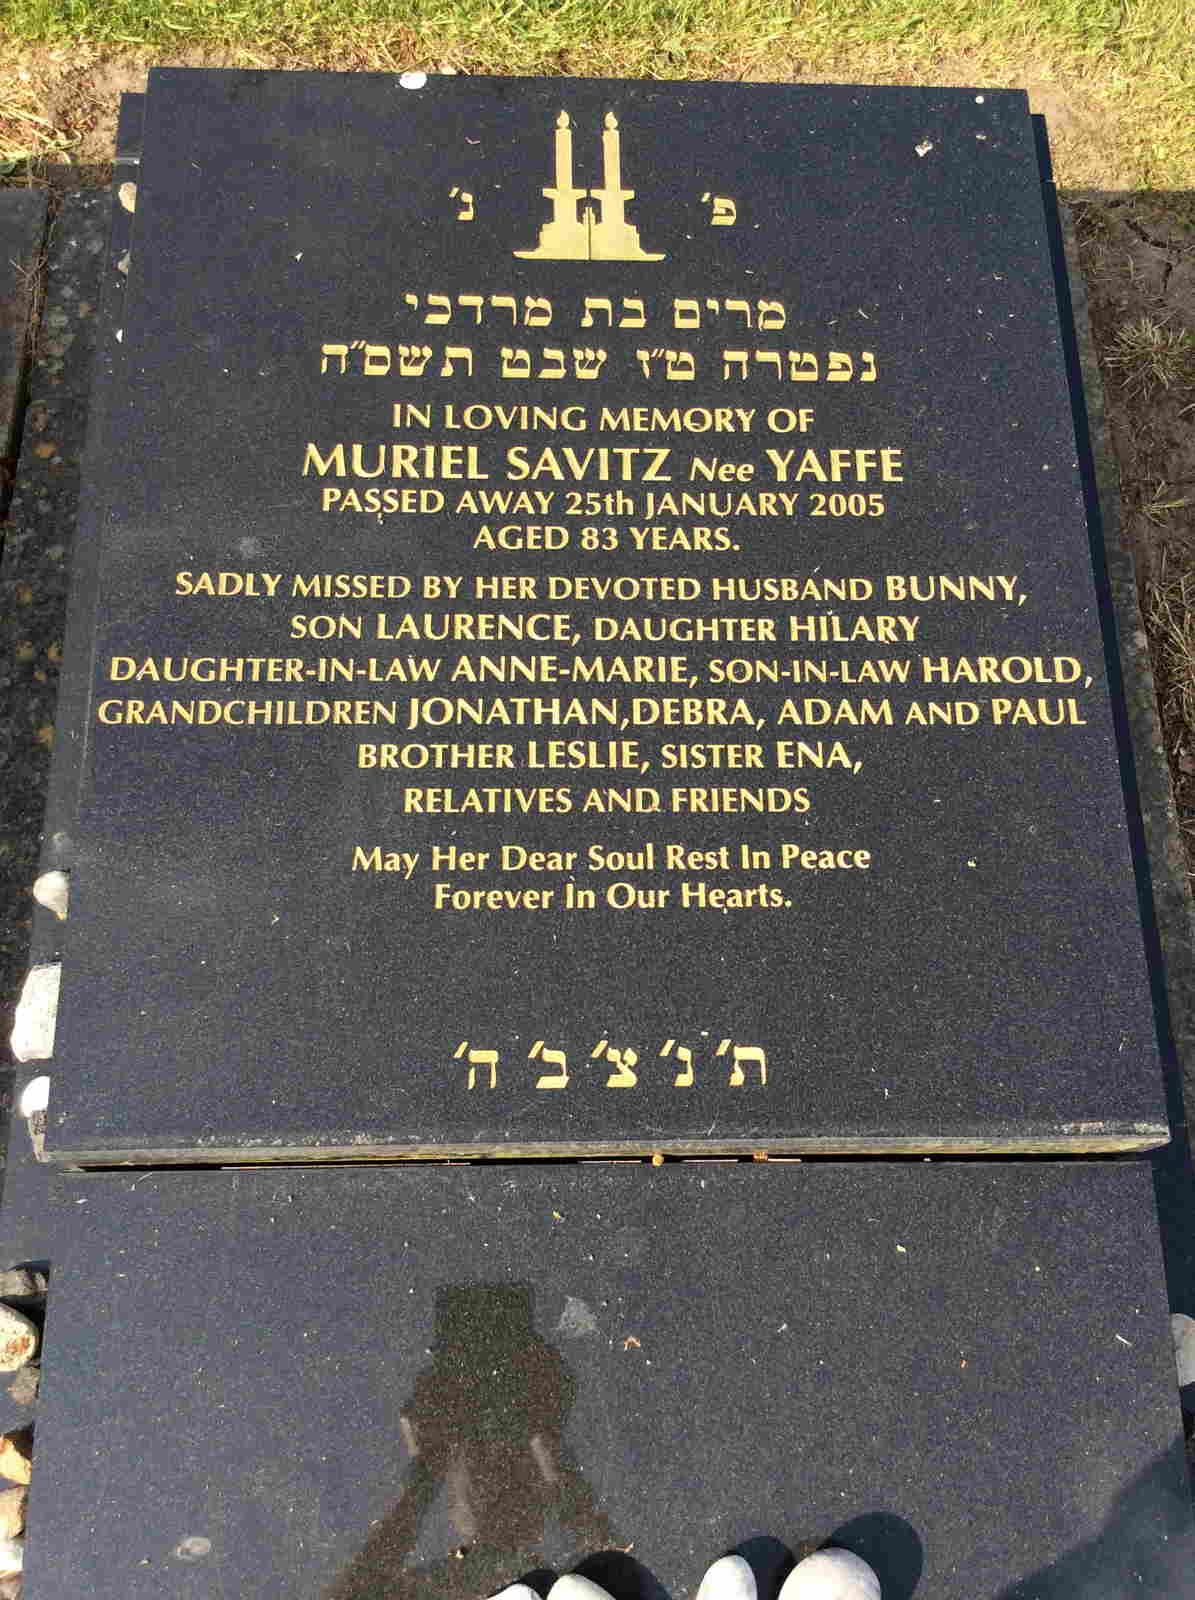 פ׳ נ׳
מרים בת מרדכי
נפטרה ט״ז שבט תשס״ה
IN LOVING MEMORY OF
MURIEL SAVITZ Nee YAFFE
PASSED AWAY 25th JANUARY 2005
AGED 83 YEARS.
SADLY MISSED BY HER DEVOTED HUSBAND BUNNY,
SON LAURENCE, DAUGHTER HILARY
DAUGHTER-IN-LAW ANNE-MARIE, SON-IN-LAW HAROLD,
GRANDCHILDREN JONATHAN,DEBRA, ADAM AND PAUL
BROTHER LESLIE, SISTER ENA,
RELATIVES AND FRIENDS
May Her Dear Soul Rest In Peace
Forever In Our Hearts.
ת׳ נ׳ צ׳ ב׳ ה׳